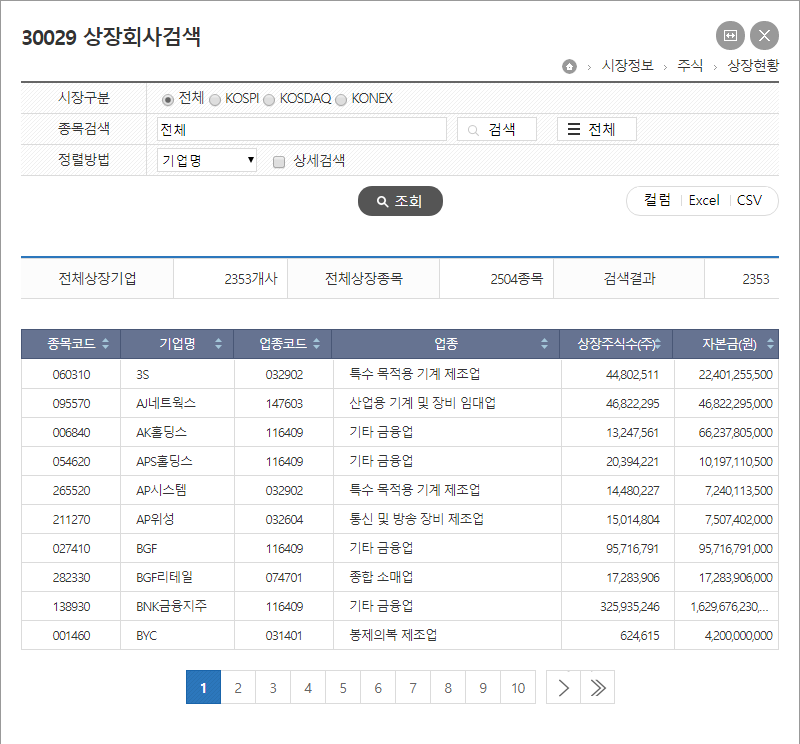 30029 상장회사검색
시장정보 주식 상장현황
시장구분 전체 KOSPI KOSDAQ KONEX
종목검색 전체 검색 전체
정렬방법 기업명 상세검색
조회 컬럼 Excel CSV
전체상장기업 2353개사 전체상장종목 2504종목 검색결과 2353
종목코드 기업명 업종코드 업종 상장주식수(주) 자본금(원)
060310 3S 032902 특수 목적용 기계 제조업 44,802,511 22,401,255,500
095570 AJ네트웍스 147603 산업용 기계 및 장비 임대업 46,822,295 46,822,295,000
006840 AK홀딩스 116409 기타 금융업 13,247,561 66,237,805,000
054620 APS홀딩스 116409 기타 금융업 20,394,221 10,197,110,500
265520 AP시스템 032902 특수 목적용 기계 제조업 14,480,227 7,240,113,500
211270 AP위성 032604 통신 및 방송 장비 제조업 15,014,804 7,507,402,000
027410 BGF 116409 기타 금융업 95,716,791 95,716,791,000
282330 BGF리테일 074701 종합 소매업 17,283,906 17,283,906,000
138930 BNK금융지주 116409 기타 금융업 325,935,246 1,629,676,230,...
001460 BYC 031401 봉제의복 제조업 624,615 4,200,000,000
1 2 3 4 5 6 7 8 9 10